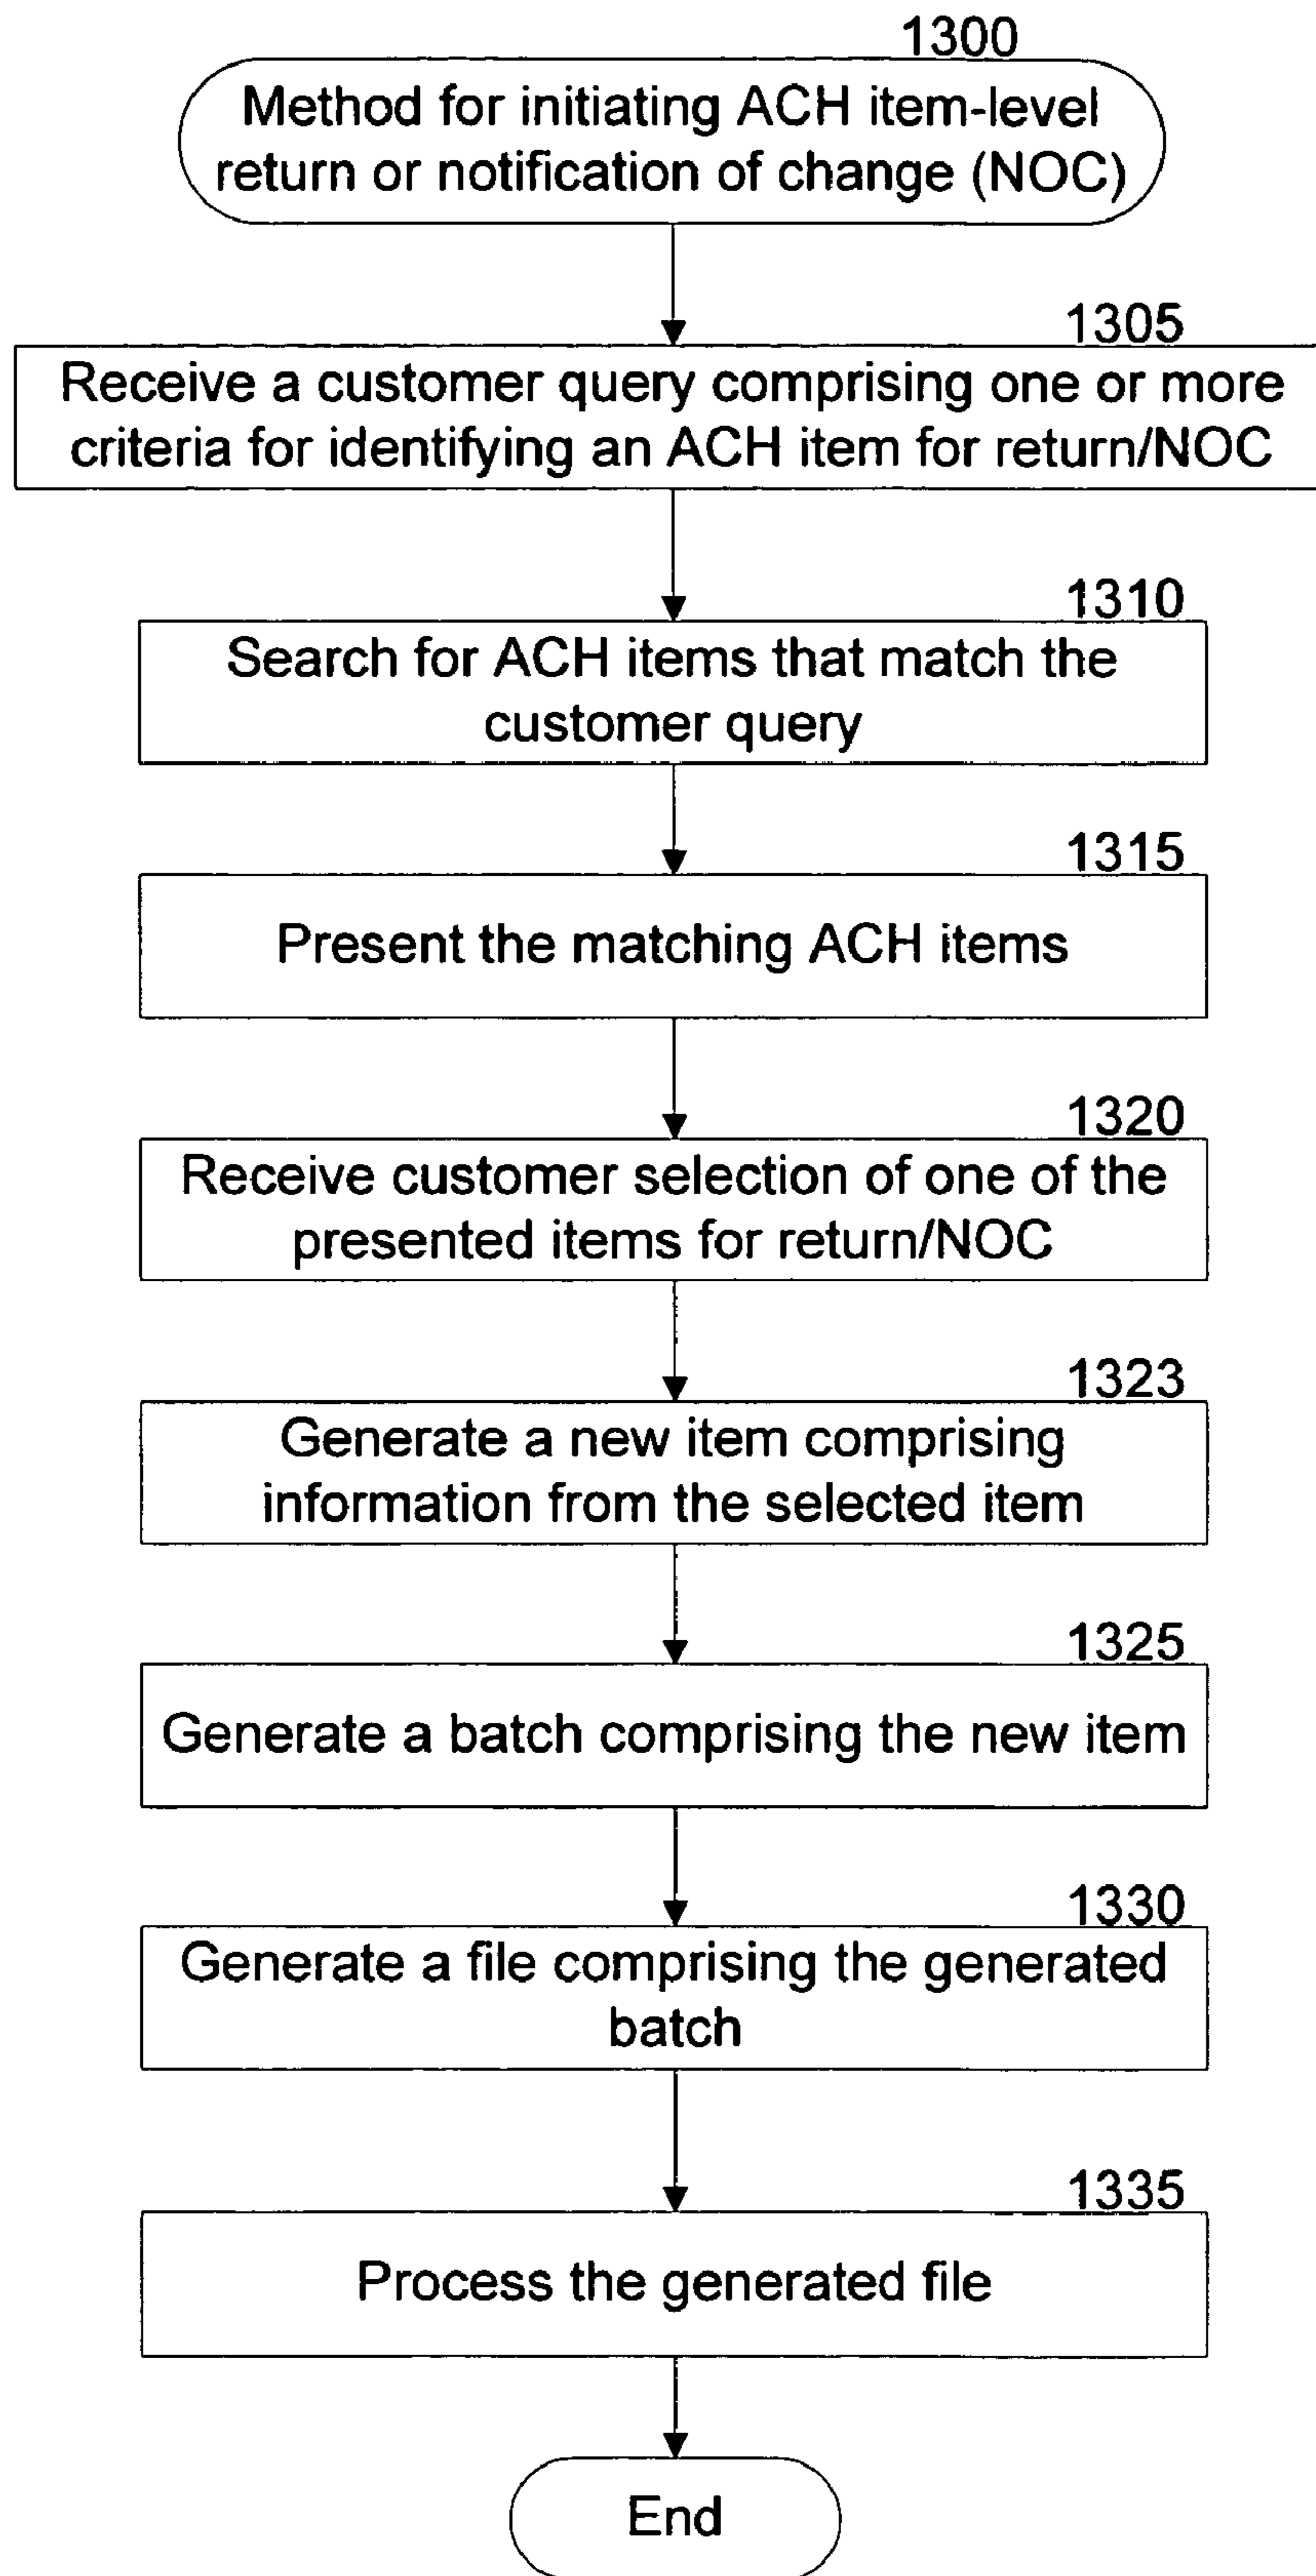 1300
Method for initiating ACH item-level
return or notification of change (NOC)
1305
Receive a customer query comprising one or more
criteria for identifying an ACH item for return/NOC
1310
Search for ACH items that match the
customer query
1315
Present the matching ACH items
1320
Receive customer selection of one of the
presented items for return/NOC
1323
Generate a new item comprising
information from the selected item
1325
Generate a batch comprising the new item
1330
Generate a file comprising the generated
batch
1335
Process the generated file
End